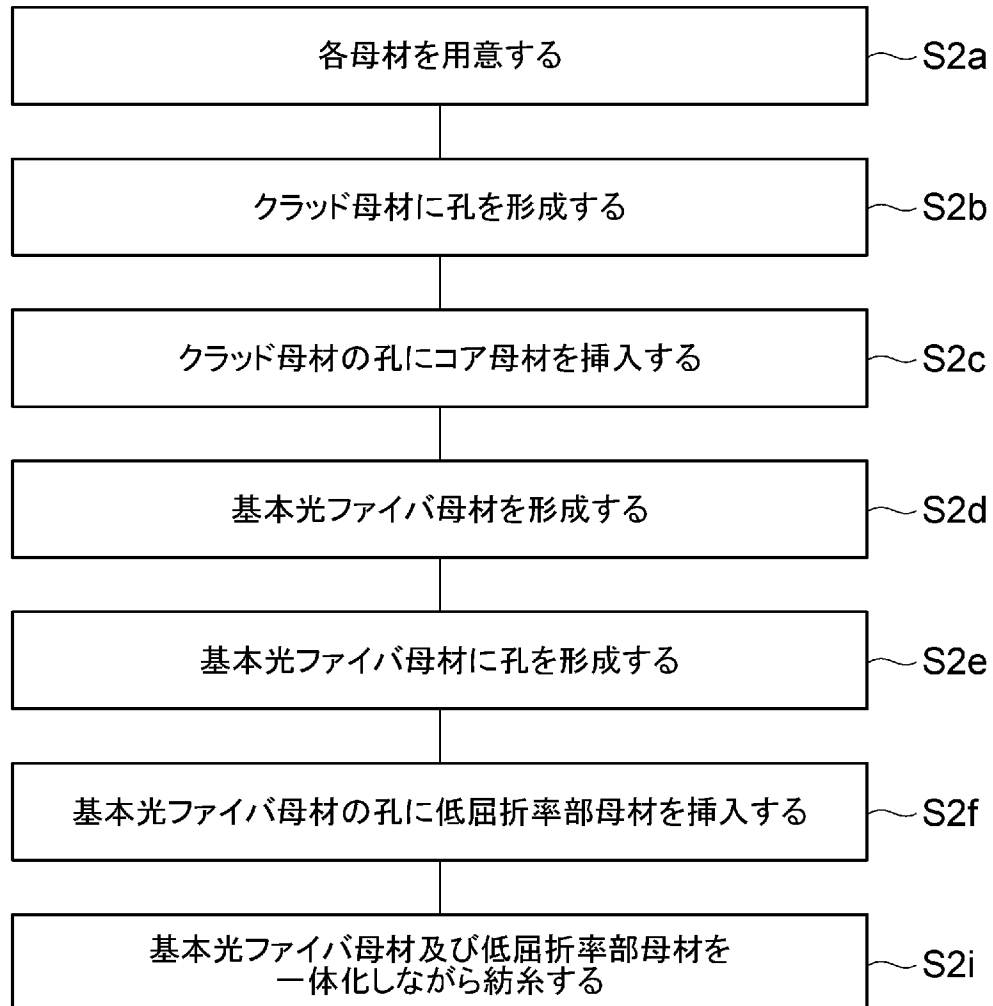 各母材を用意する
S2a
クラッド母材に孔を形成する
S2b
クラッド母材の孔にコア母材を挿入する
S2c
基本光ファイバ母材を形成する
S2d
基本光ファイバ母材に孔を形成する
S2e
基本光ファイバ母材の孔に低屈折率部母材を挿入する
S2f
基本光ファイバ母材及び低屈折率部母材を
一体化しながら紡糸する
S2i